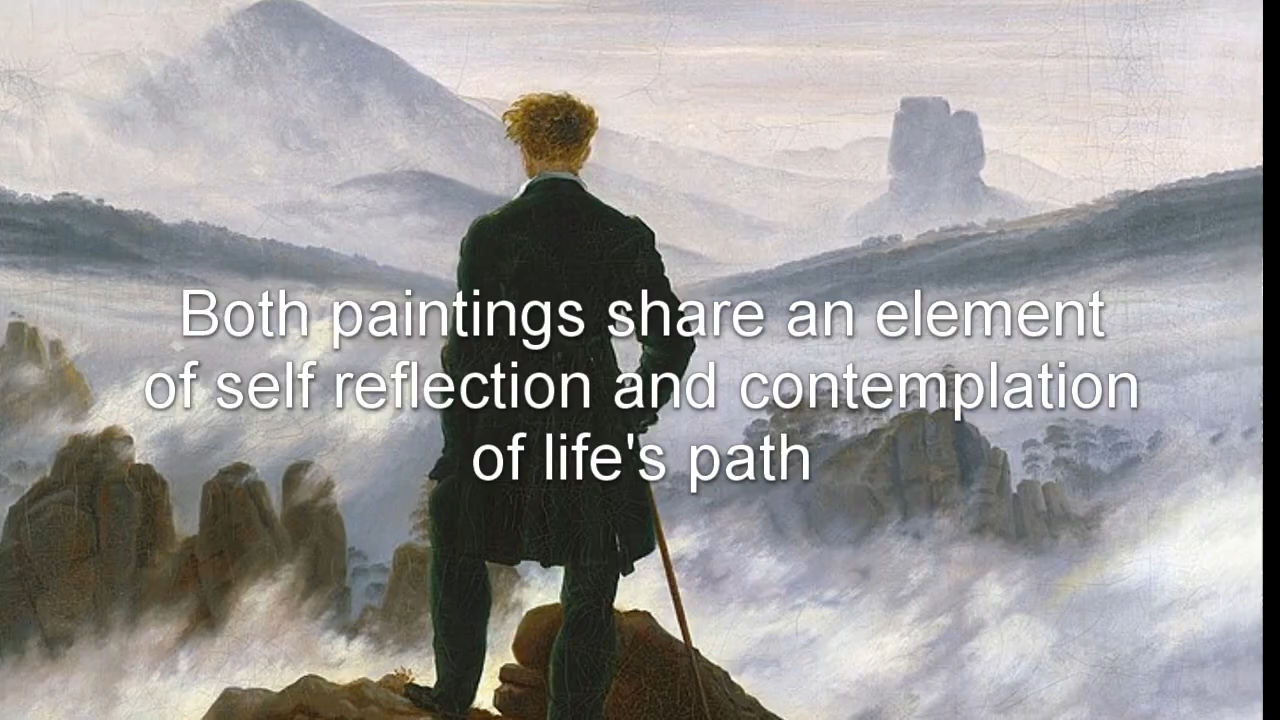 Both paintings share an element
of self reflection and contemplation
of life's path